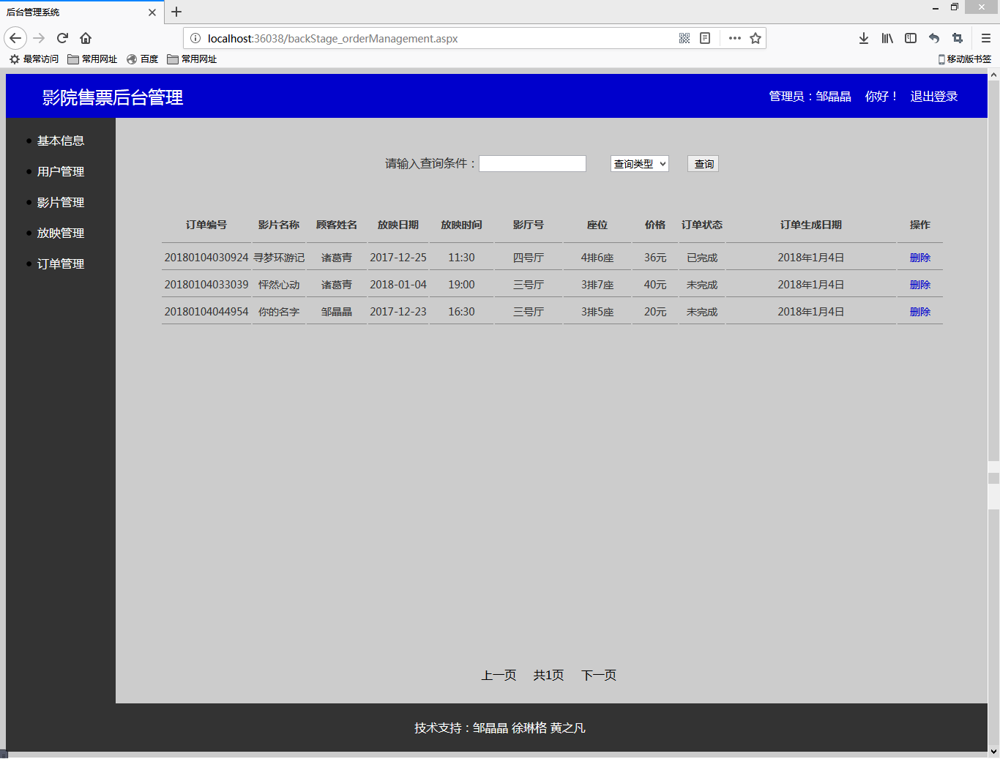 后台管理系统
localhost:36038/backStage_orderManagement.aspx
最常访问 常用网址 百度 常用网址 移动版书签
影院售票后台管理 管理员：邹晶晶 你好！ 退出登录
基本信息
用户管理
影片管理
放映管理
订单管理
请输入查询条件： 查询类型 查询
订单编号 影片名称 顾客姓名 放映日期 放映时间 影厅号 座位 价格 订单状态 订单生成日期 操作
20180104030924 寻梦环游记 诸葛青 2017-12-25 11:30 四号厅 4排6座 36元 已完成 2018年1月4日 删除
20180104033039 怦然心动 诸葛青 2018-01-04 19:00 三号厅 3排7座 40元 未完成 2018年1月4日 删除
20180104044954 你的名字 邹晶晶 2017-12-23 16:30 三号厅 3排5座 20元 未完成 2018年1月4日 删除
上一页 共1页 下一页
技术支持：邹晶晶 徐琳格 黄之凡